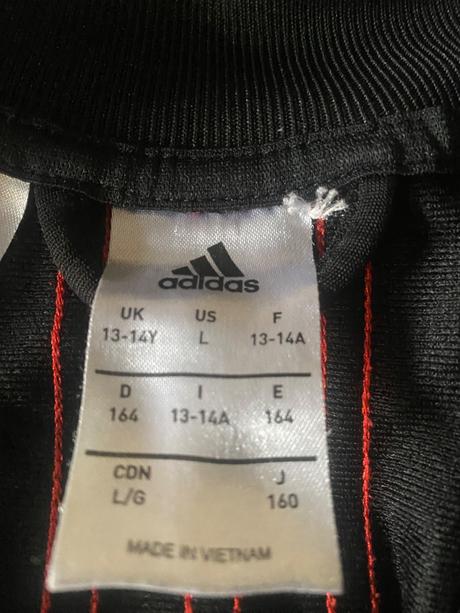 adidas
UK US F
13-14Y L 13-14A
D I E
164 13-14A 164
CDN J
L/G 160
MADE IN VIETNAM